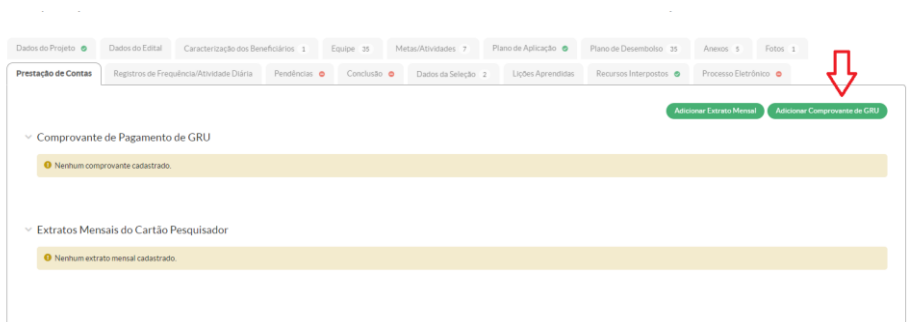 Dados do Projeto Dados do Edital Caracterização dos Beneficiários 1 Equipe 35 Metas/Atividades 7 Plano de Aplicação Plano de Desembolso 35 Anexos 5 Fotos 1
Prestação de Contas Registros de Frequência/Atividade Diária Pendências Conclusão Dados da Seleção 2 Lições Aprendidas Recursos Interpostos Processo Eletrônico
Adicionar Extrato Mensal Adicionar Comprovante de GRU
Comprovante de Pagamento de GRU
Nenhum comprovante cadastrado.
Extratos Mensais do Cartão Pesquisador
Nenhum extrato mensal cadastrado.